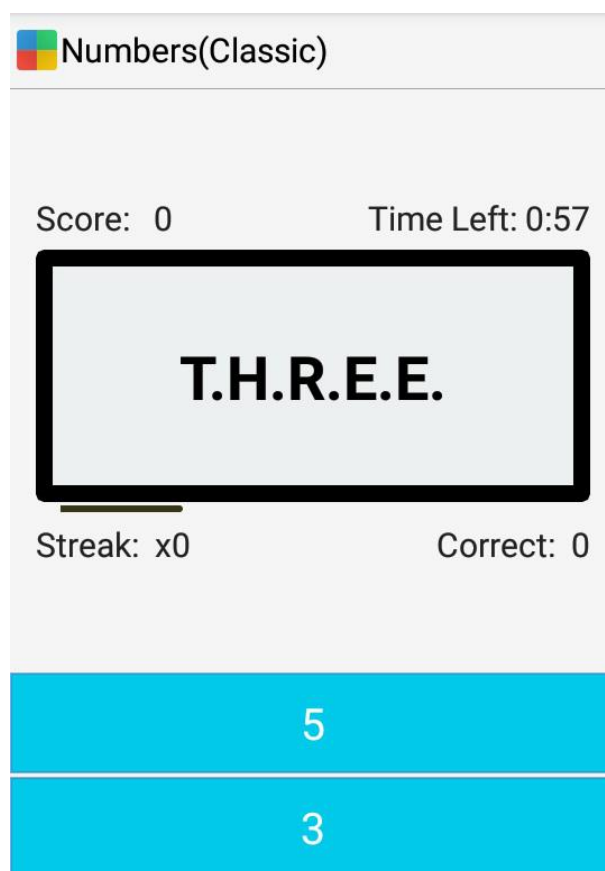 Numbers(Classic)
Score: 0 Time Left: 0:57
T.H.R.E.E.
Streak: x0 Correct: 0
5
3